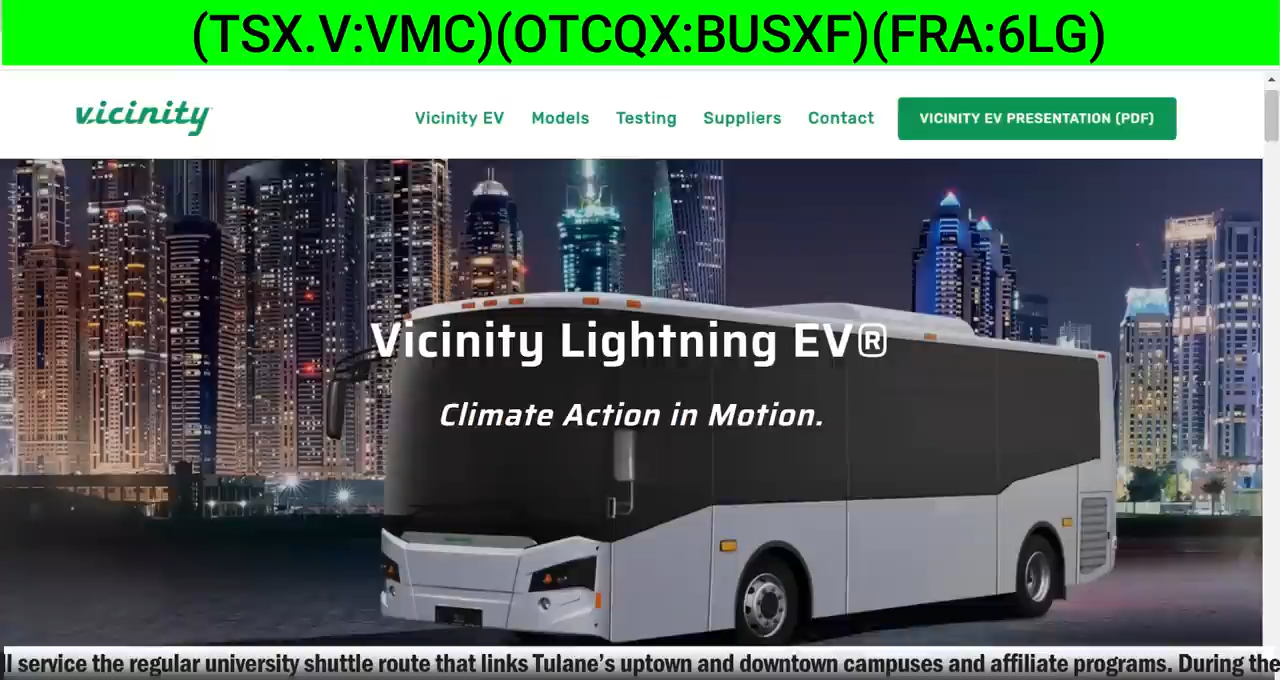 (TSX.V:VMC)(OTCQX:BUSXF)(FRA:6LG)
vicinity
Vicinity EV Models Testing Suppliers Contact VICINITY EV PRESENTATION (PDF)
Vicinity Lightning EV®
Climate Action in Motion.
ll service the regular university shuttle route that links Tulane’s uptown and downtown campuses and affiliate programs. During the